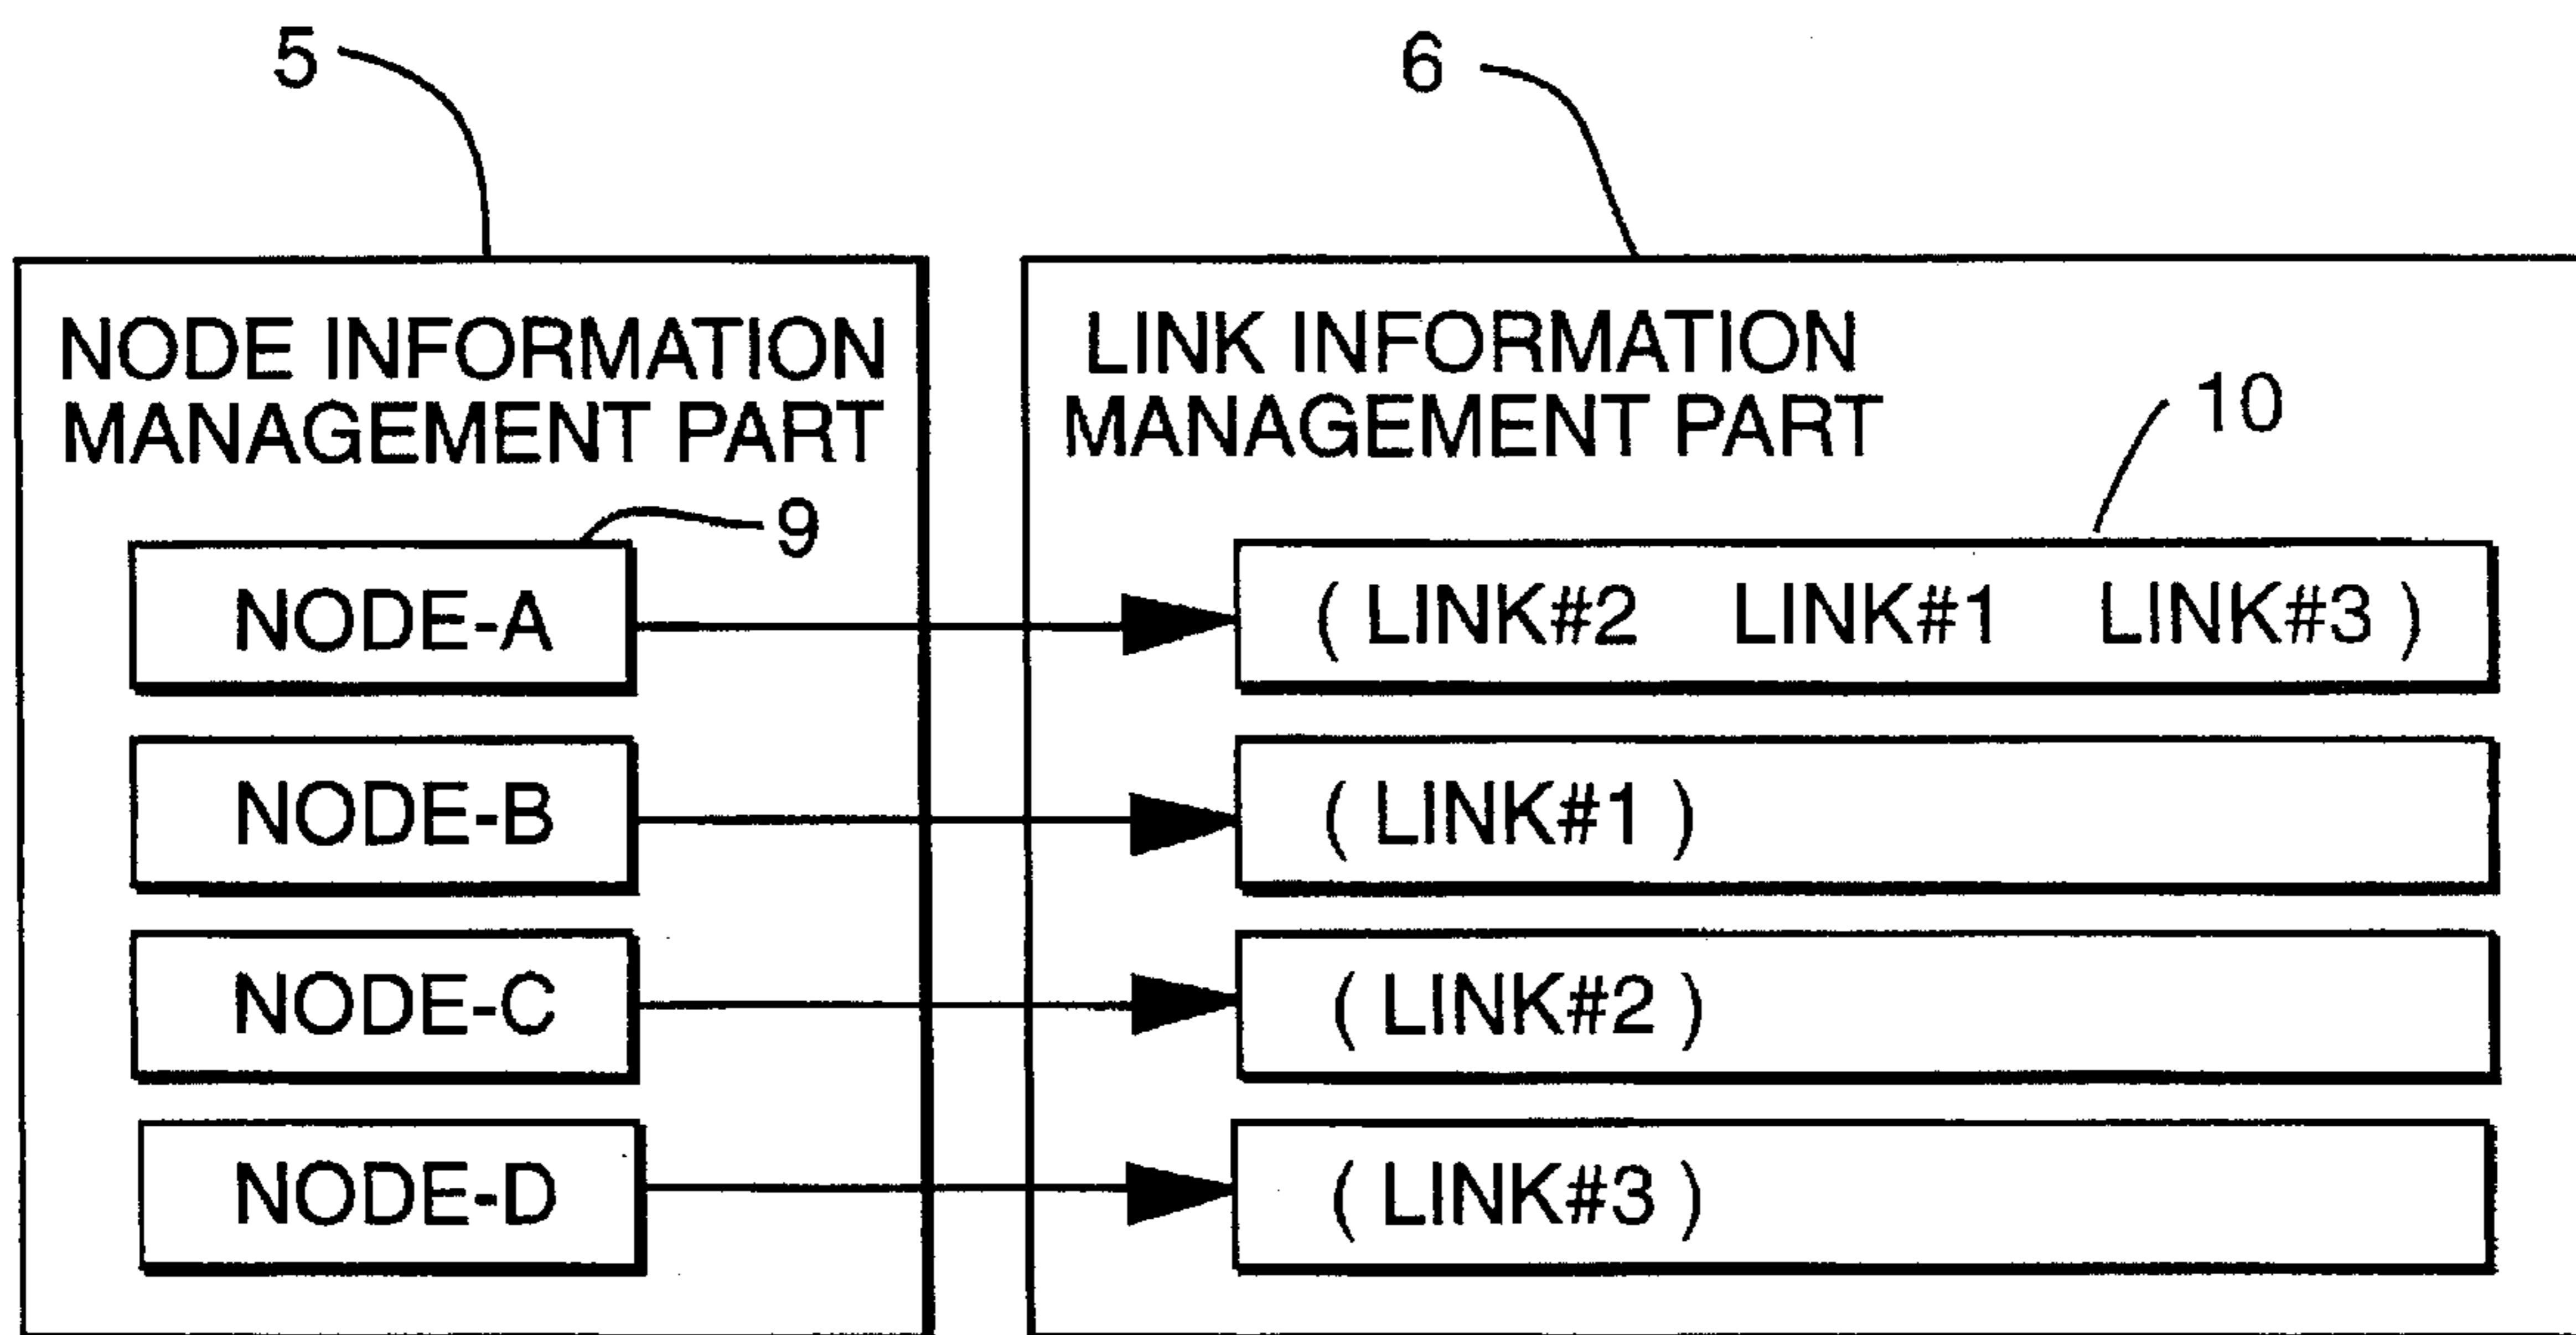 5
6
NODE INFORMATION
MANAGEMENT PART
LINK INFORMATION
MANAGEMENT PART
9
10
NODE-A
( LINK#2 LINK#1 LINK#3 )
NODE-B
( LINK#1 )
NODE-C
( LINK#2 )
NODE-D
( LINK#3 )